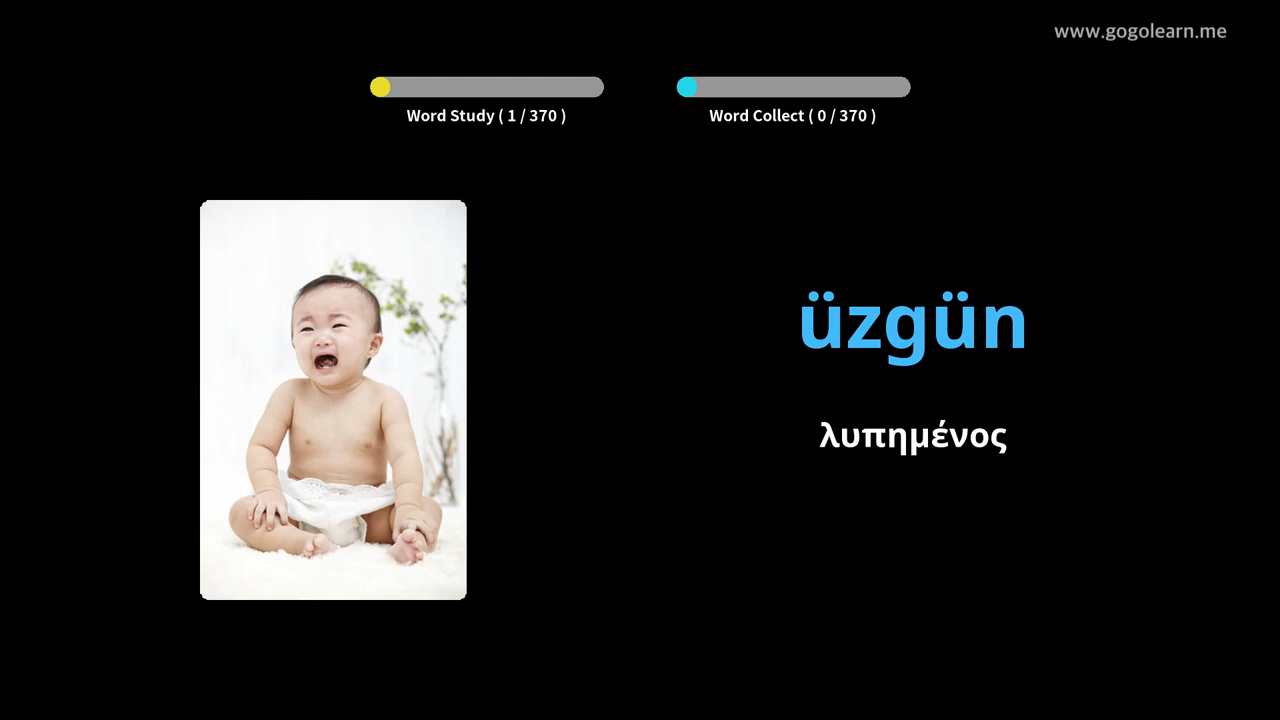 www.gogolearn.me
Word Study ( 1 / 370 )
Word Collect ( 0 / 370 )
üzgün
λυπημένος